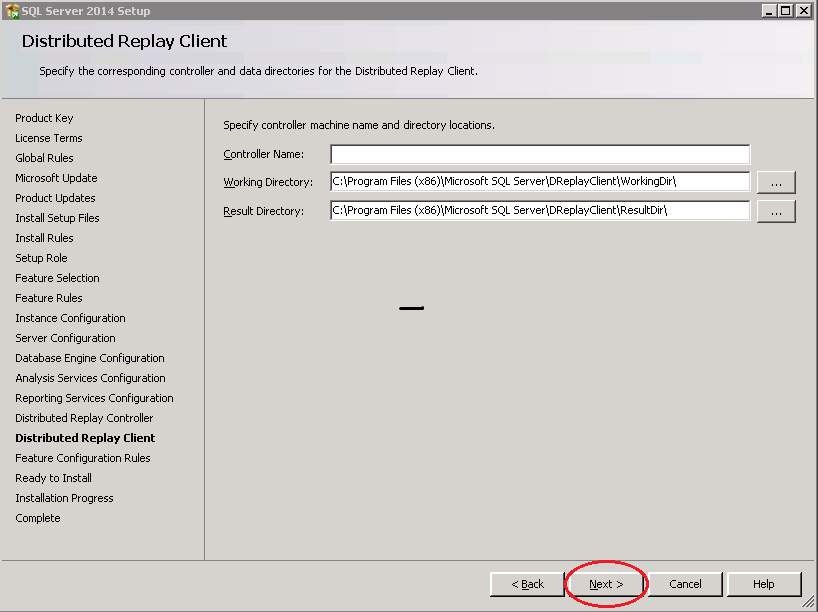 SQL Server 2014 Setup
Distributed Replay Client
Specify the corresponding controller and data directories for the Distributed Replay Client.
Product Key
License Terms
Global Rules
Microsoft Update
Product Updates
Install Setup Files
Install Rules
Setup Role
Feature Selection
Feature Rules
Instance Configuration
Server Configuration
Database Engine Configuration
Analysis Services Configuration
Reporting Services Configuration
Distributed Replay Controller
Distributed Replay Client
Feature Configuration Rules
Ready to Install
Installation Progress
Complete
Specify controller machine name and directory locations.
Controller Name:
Working Directory: C:\Program Files (x86)\Microsoft SQL Server\DReplayClient\WorkingDir\ ...
Result Directory: C:\Program Files (x86)\Microsoft SQL Server\DReplayClient\ResultDir\ ...
< Back Next > Cancel Help